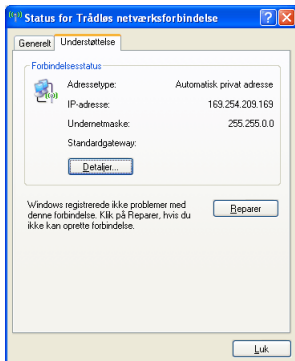 Status for Trådløs netværksforbindelse
Generelt
Understøttelse
Forbindelsesstatus
Adressetype: Automatisk privat adresse
IP-adresse: 169.254.209.169
Undernetmaske: 255.255.0.0
Standardgateway:
Detaljer...
Windows registrerede ikke problemer med
denne forbindelse. Klik på Reparer, hvis du
ikke kan oprette forbindelse.
Reparer
Luk